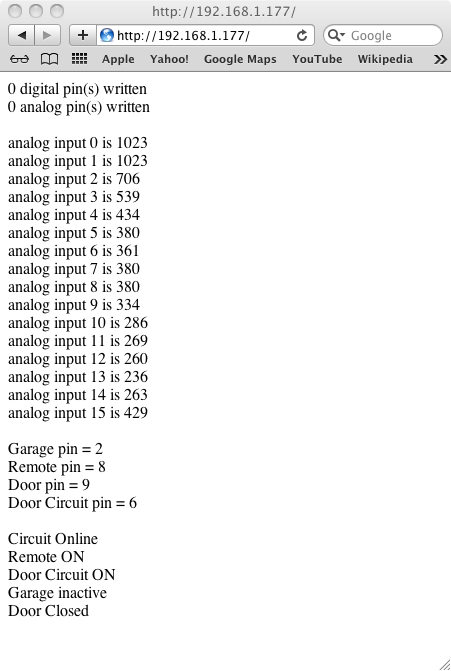 http://192.168.1.177/
http://192.168.1.177/
Google
Apple Yahoo! Google Maps YouTube Wikipedia
0 digital pin(s) written
0 analog pin(s) written
analog input 0 is 1023
analog input 1 is 1023
analog input 2 is 706
analog input 3 is 539
analog input 4 is 434
analog input 5 is 380
analog input 6 is 361
analog input 7 is 380
analog input 8 is 380
analog input 9 is 334
analog input 10 is 286
analog input 11 is 269
analog input 12 is 260
analog input 13 is 236
analog input 14 is 263
analog input 15 is 429
Garage pin = 2
Remote pin = 8
Door pin = 9
Door Circuit pin = 6
Circuit Online
Remote ON
Door Circuit ON
Garage inactive
Door Closed